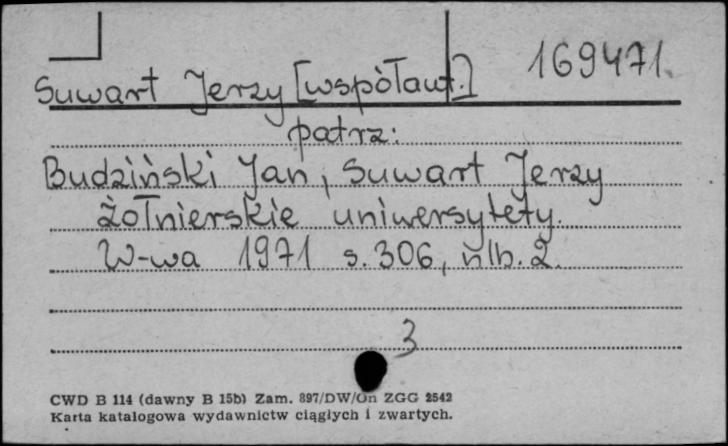 169471.
Suwart Jerzy [współaut.]
patrz:
Budziński Jan, Suwart Jerzy
Żołnierskie uniwersytety.
W-wa 1971 s. 306, nlb. 2.
3
CWD B 114 (dawny B 15b) Zam. 897/DW/On ZGG 2542
Karta katalogowa wydawnictw ciągłych i zwartych.